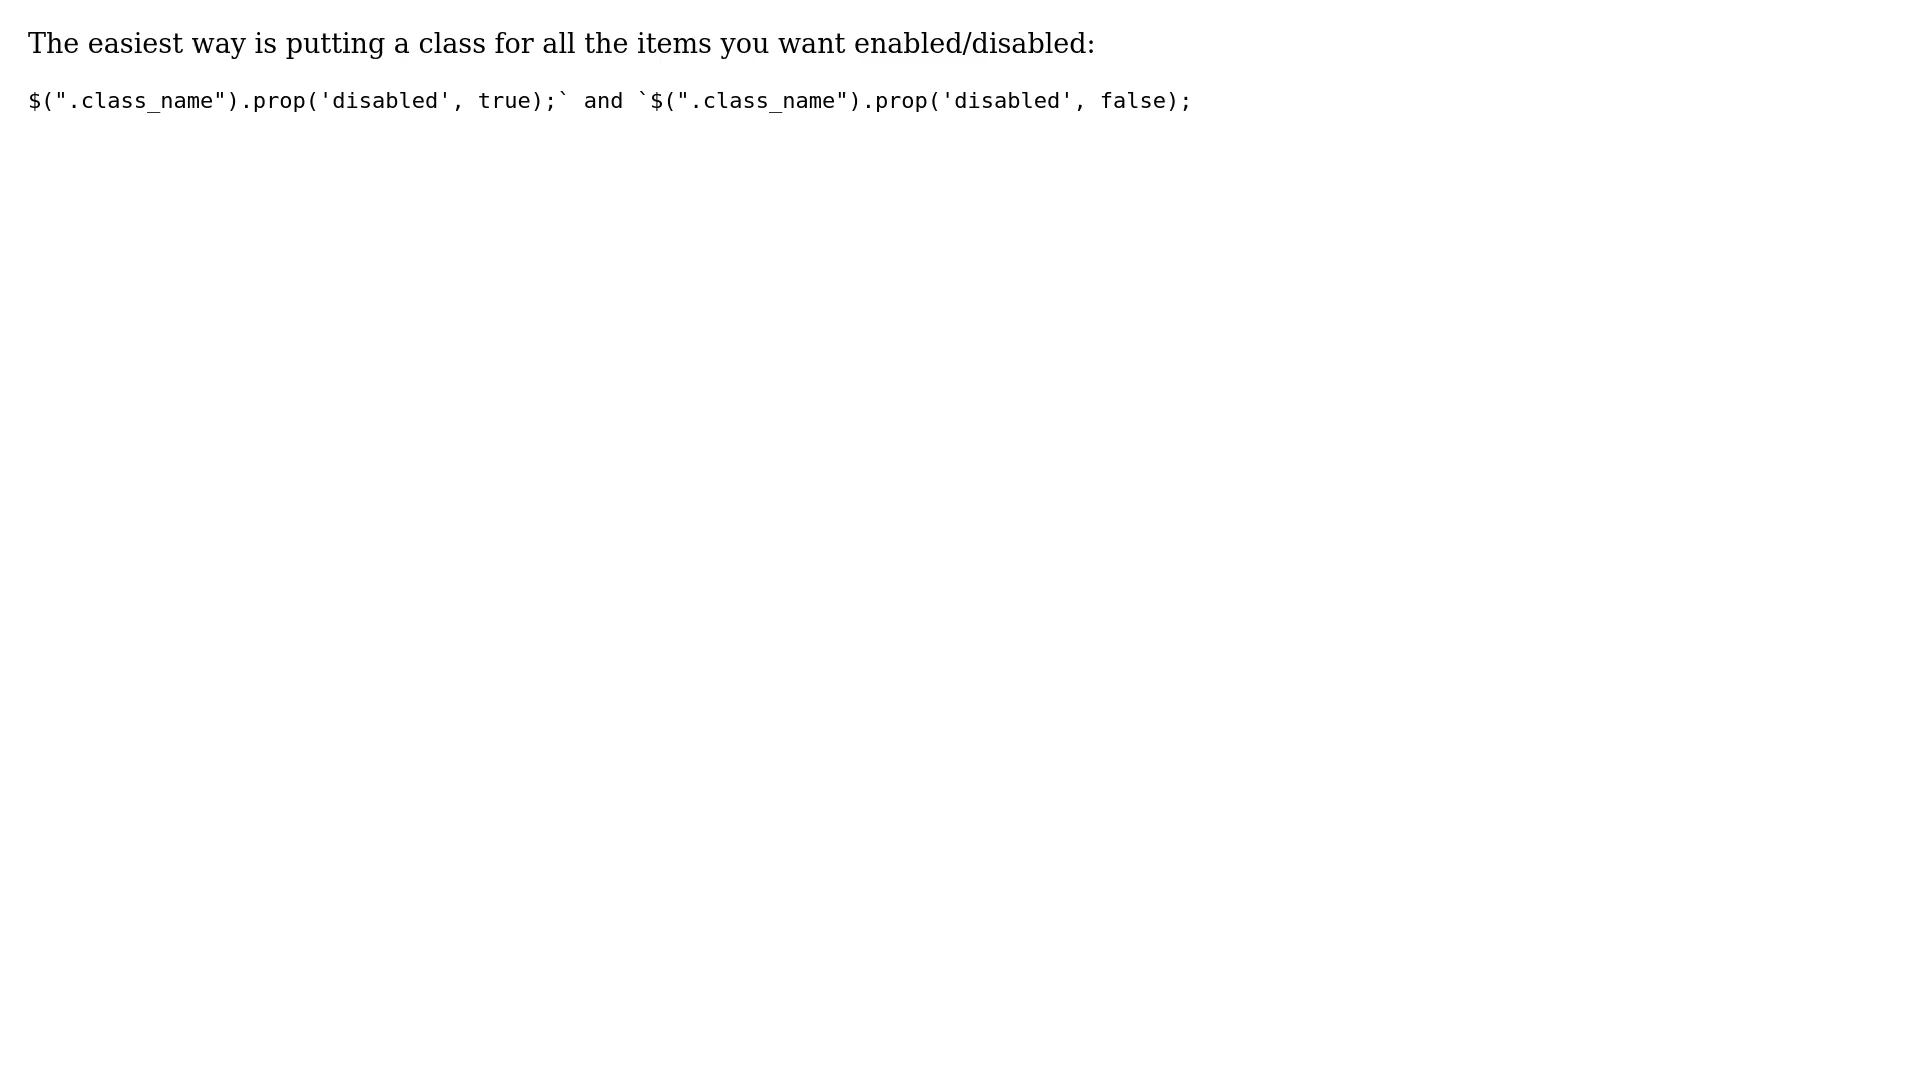 The easiest way is putting a class for all the items you want enabled/disabled:
$(".class_name").prop('disabled', true);` and `$(".class_name").prop('disabled', false);